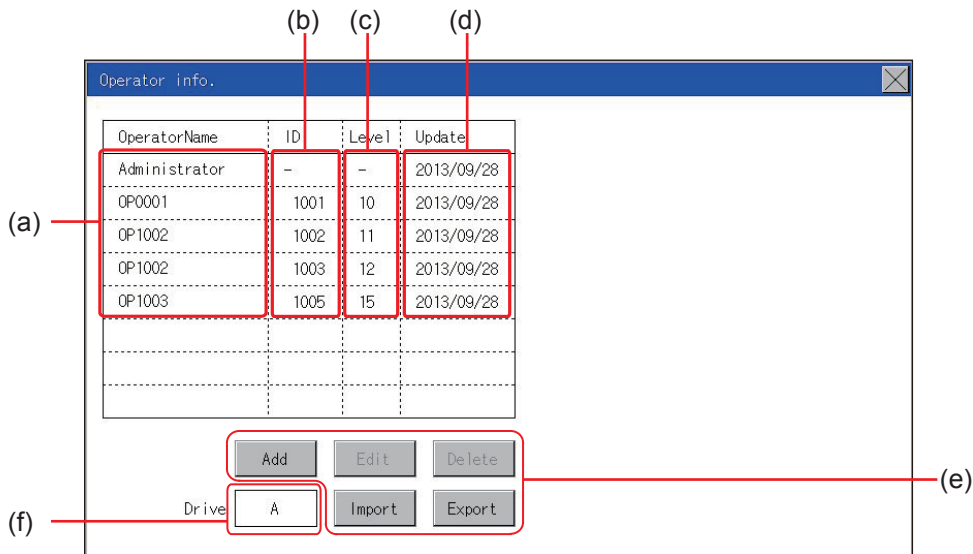 (b) (c) (d)
Operator info.
OperatorName ID Level Update
Administrator - - 2013/09/28
OP0001 1001 10 2013/09/28
(a)
OP1002 1002 11 2013/09/28
OP1002 1003 12 2013/09/28
OP1003 1005 15 2013/09/28
Add Edit Delete
(e)
Drive A Import Export
(f)